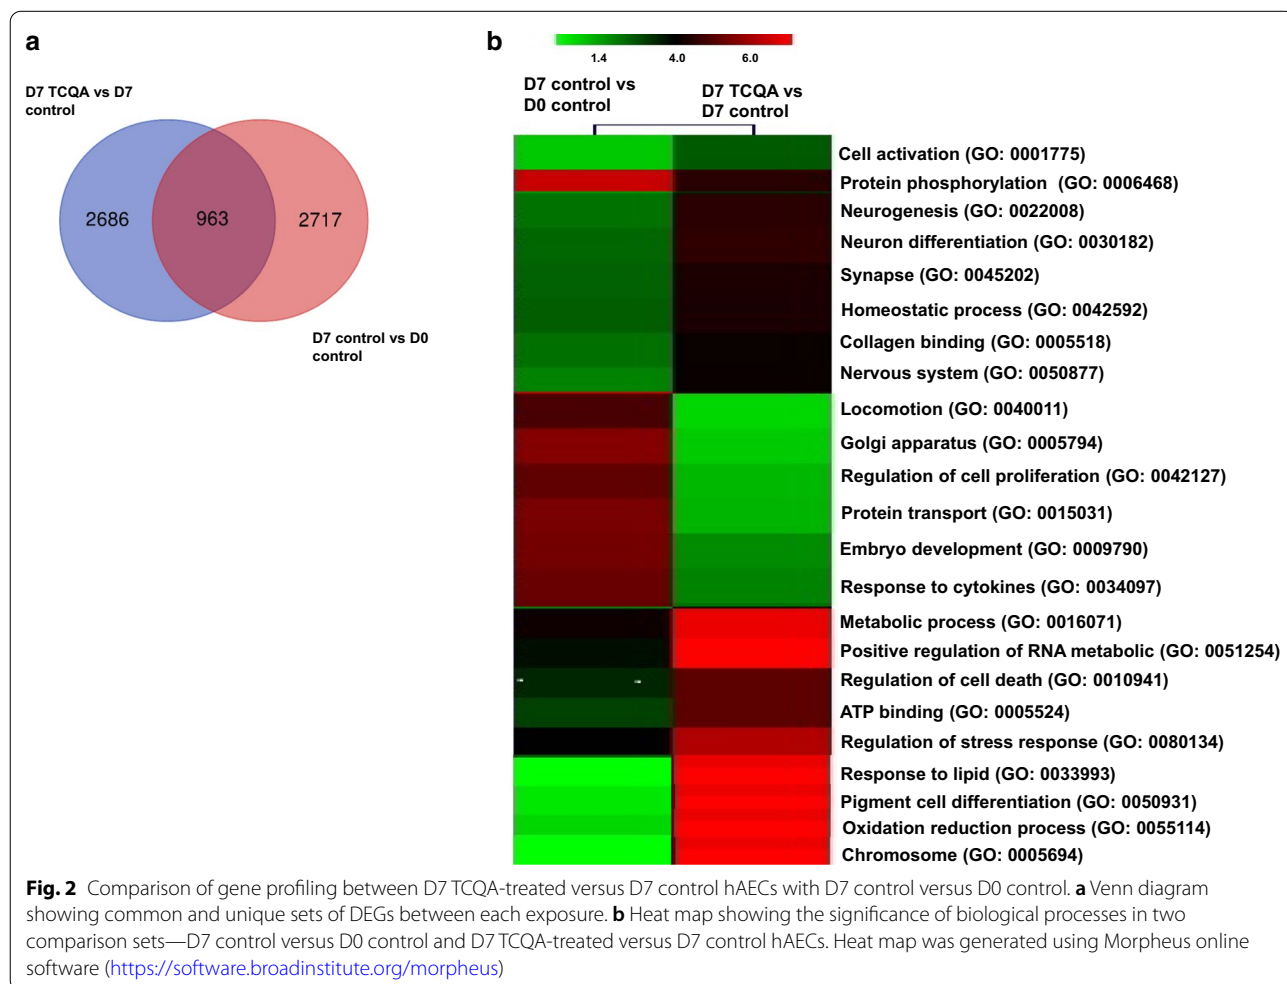 a
D7 TCQA vs D7
control
2686
963
2717
D7 control vs D0
control
b
1.4 4.0 6.0
D7 control vs
D0 control
D7 TCQA vs
D7 control
Cell activation (GO: 0001775)
Protein phosphorylation (GO: 0006468)
Neurogenesis (GO: 0022008)
Neuron differentiation (GO: 0030182)
Synapse (GO: 0045202)
Homeostatic process (GO: 0042592)
Collagen binding (GO: 0005518)
Nervous system (GO: 0050877)
Locomotion (GO: 0040011)
Golgi apparatus (GO: 0005794)
Regulation of cell proliferation (GO: 0042127)
Protein transport (GO: 0015031)
Embryo development (GO: 0009790)
Response to cytokines (GO: 0034097)
Metabolic process (GO: 0016071)
Positive regulation of RNA metabolic (GO: 0051254)
Regulation of cell death (GO: 0010941)
ATP binding (GO: 0005524)
Regulation of stress response (GO: 0080134)
Response to lipid (GO: 0033993)
Pigment cell differentiation (GO: 0050931)
Oxidation reduction process (GO: 0055114)
Chromosome (GO: 0005694)
Fig. 2 Comparison of gene profiling between D7 TCQA-treated versus D7 control hAECs with D7 control versus D0 control. a Venn diagram
showing common and unique sets of DEGs between each exposure. b Heat map showing the significance of biological processes in two
comparison sets—D7 control versus D0 control and D7 TCQA-treated versus D7 control hAECs. Heat map was generated using Morpheus online
software (https://software.broadinstitute.org/morpheus)